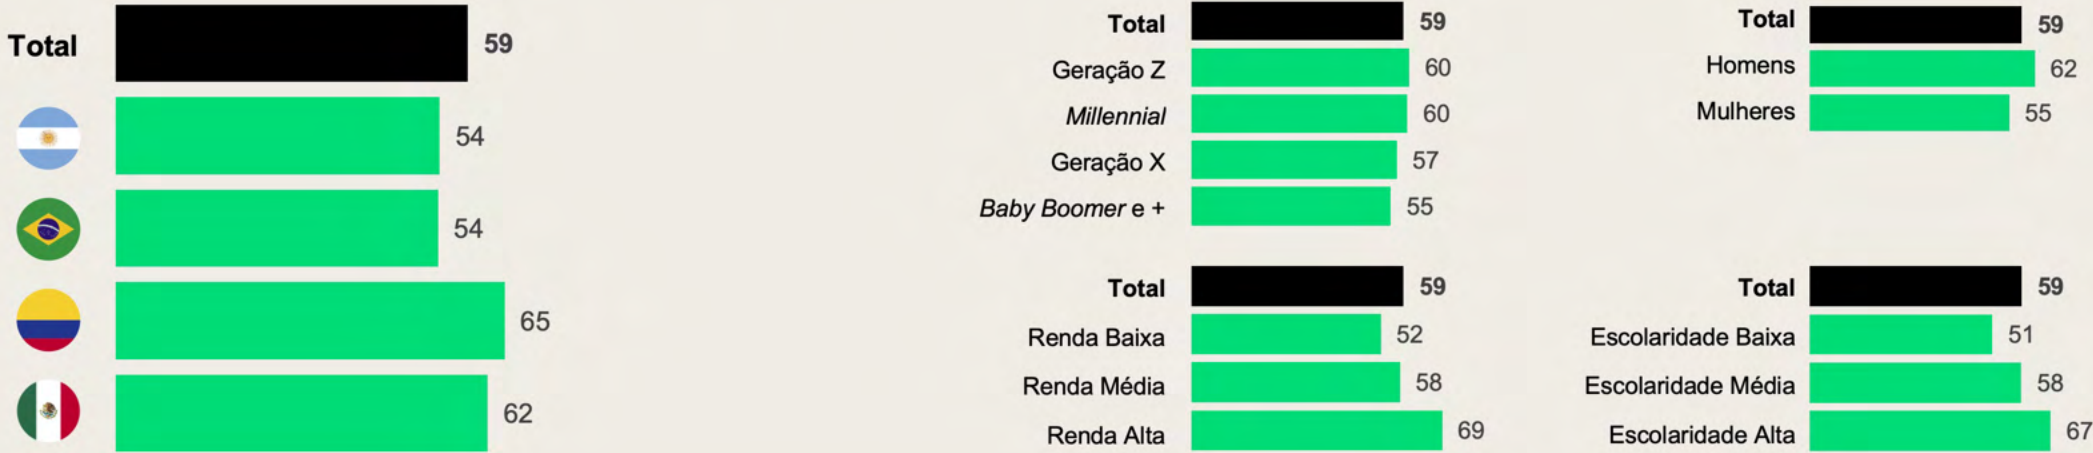 Total 59
54
54
65
62
Total 59
Geração Z 60
Millennial 60
Geração X 57
Baby Boomer e + 55
Total 59
Homens 62
Mulheres 55
Total 59
Renda Baixa 52
Renda Média 58
Renda Alta 69
Total 59
Escolaridade Baixa 51
Escolaridade Média 58
Escolaridade Alta 67